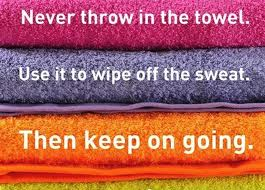 Never throw in the towel.
Use it to wipe off the sweat.
Then keep on going.